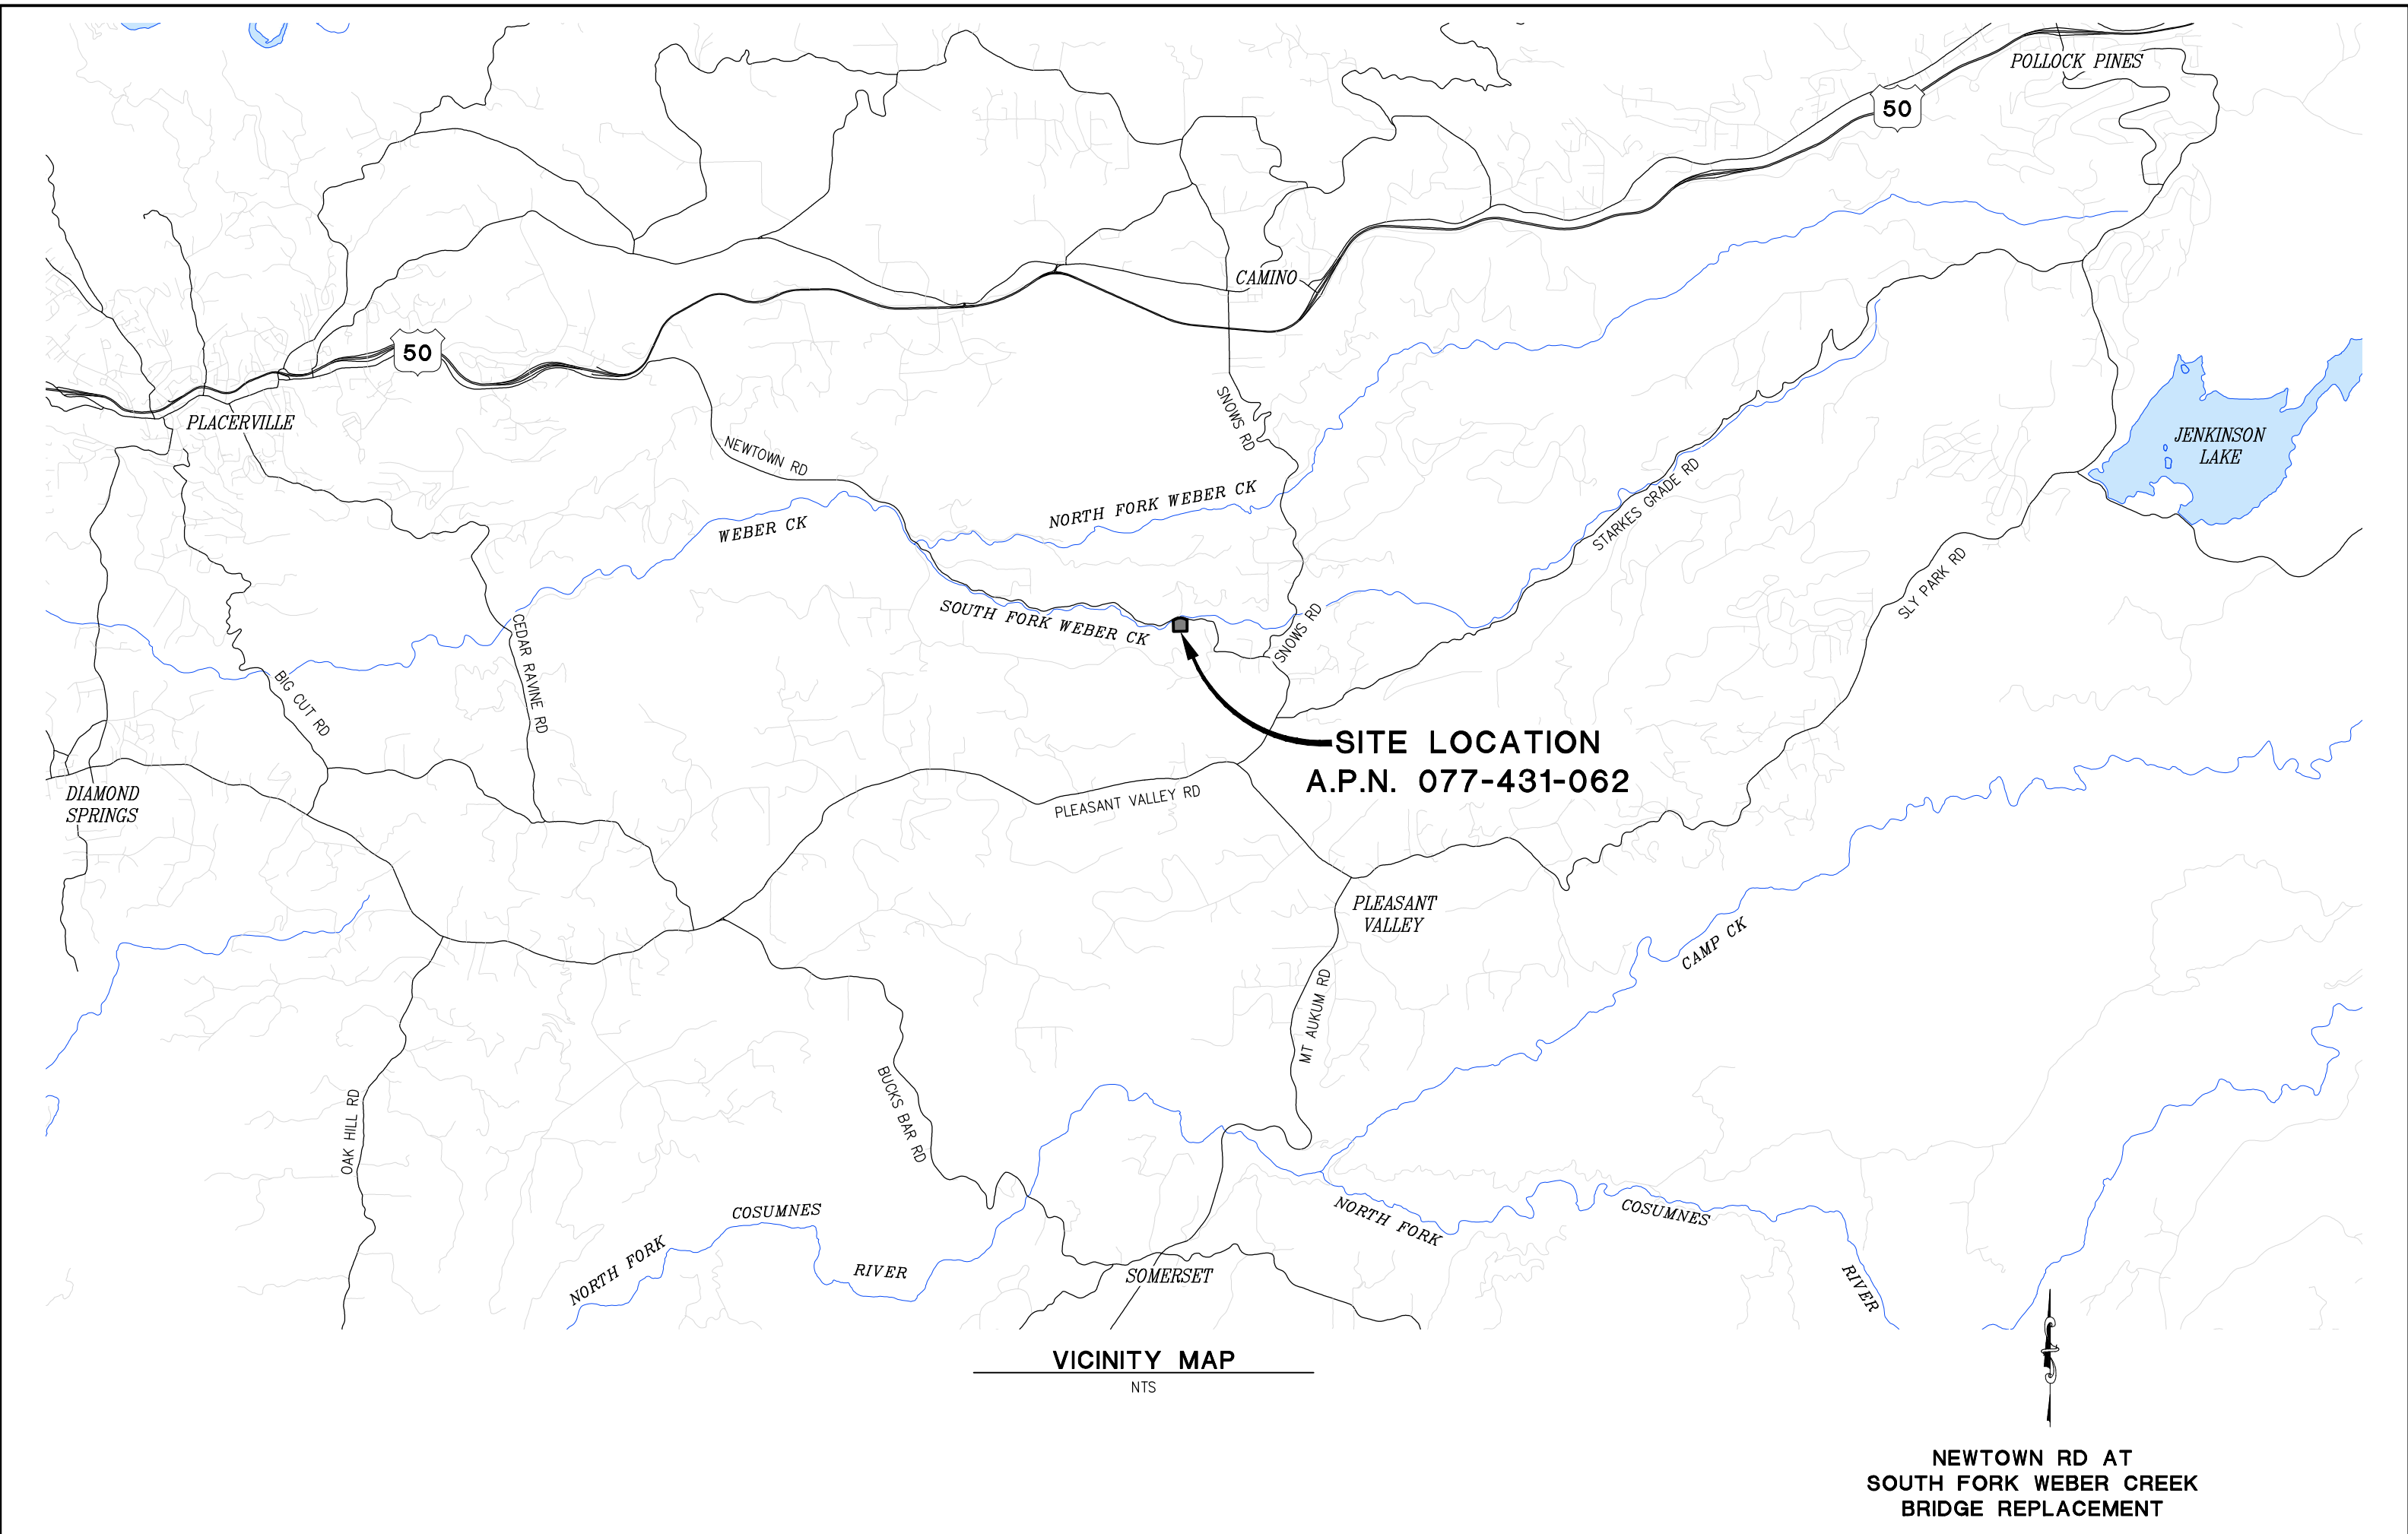 POLLOCK PINES
50
CAMINO
50
SNOWS RD
PLACERVILLE
NEWTOWN RD
JENKINSON
LAKE
NORTH FORK WEBER CK
WEBER CK
STARKES GRADE RD
SLY PARK RD
SOUTH FORK WEBER CK
SNOWS RD
CEDAR RAVINE RD
BIG CUT RD
SITE LOCATION
A.P.N. 077-431-062
DIAMOND
SPRINGS
PLEASANT VALLEY RD
PLEASANT
VALLEY
CAMP CK
MT AUKUM RD
BUCKS BAR RD
OAK HILL RD
NORTH FORK
COSUMNES
RIVER
NORTH FORK
COSUMNES
RIVER
SOMERSET
VICINITY MAP
NTS
NEWTOWN RD AT
SOUTH FORK WEBER CREEK
BRIDGE REPLACEMENT